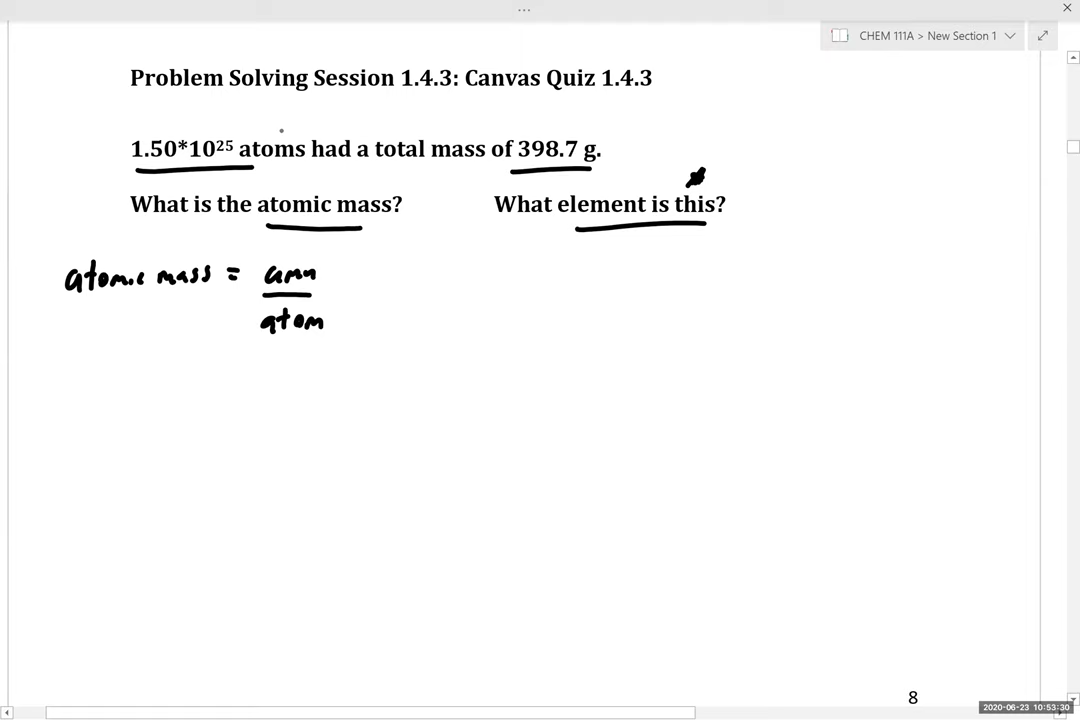 CHEM 111A > New Section 1
Problem Solving Session 1.4.3: Canvas Quiz 1.4.3
1.50*10²⁵ atoms had a total mass of 398.7 g.
What is the atomic mass? What element is this?
atomic mass = amu
atom
8
2020-06-23 10:53:30